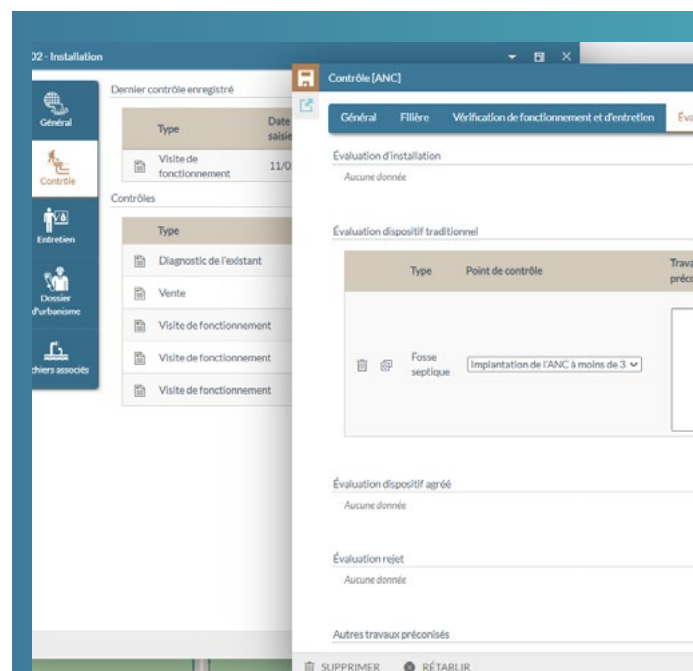 02 - Installation
Général
Contrôle
Entretien
Dossier
d'urbanisme
Fichiers associés
Dernier contrôle enregistré
Type
Date
saisie
Visite de
fonctionnement
11/0
Contrôles
Type
Diagnostic de l'existant
Vente
Visite de fonctionnement
Visite de fonctionnement
Visite de fonctionnement
Contrôle [ANC]
Général Filière Vérification de fonctionnement et d'entretien Éva
Évaluation d'installation
Aucune donnée
Évaluation dispositif traditionnel
Type Point de contrôle
Trava
préco
Fosse
septique
Implantation de l'ANC à moins de 3
Évaluation dispositif agréé
Aucune donnée
Évaluation rejet
Aucune donnée
Autres travaux préconisés
SUPPRIMER RÉTABLIR